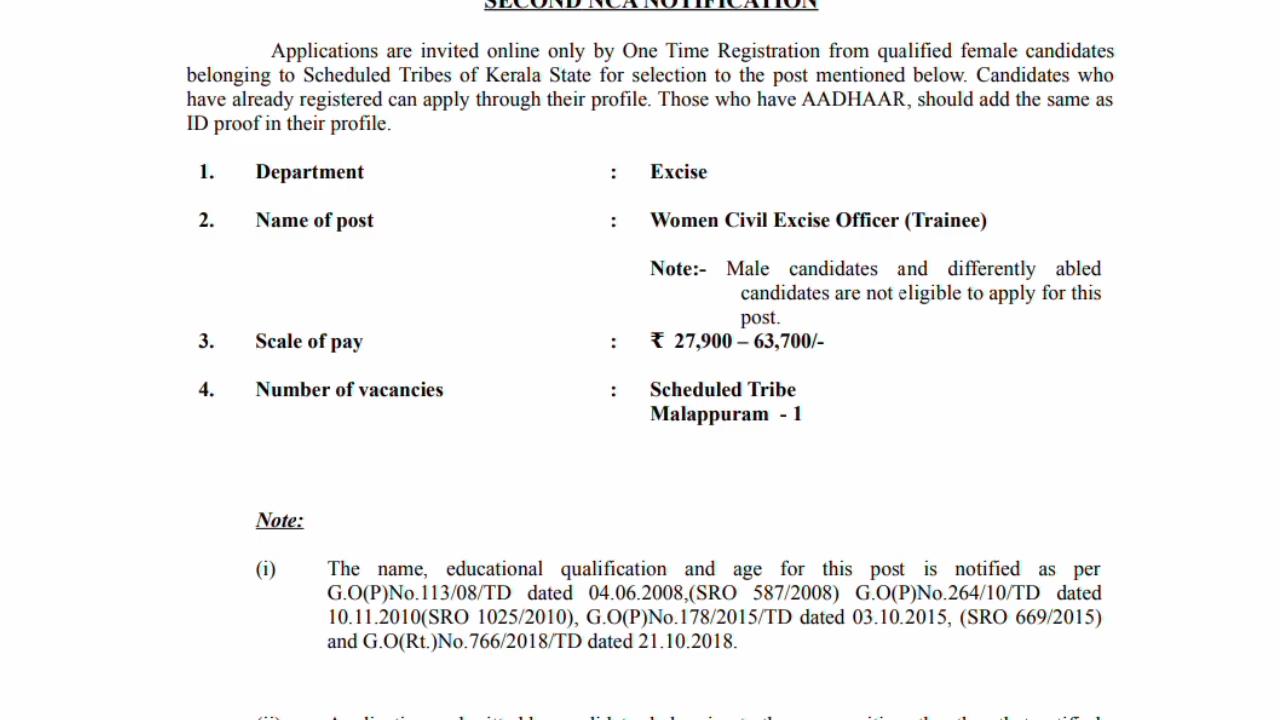 SECOND NCA NOTIFICATION
Applications are invited online only by One Time Registration from qualified female candidates
belonging to Scheduled Tribes of Kerala State for selection to the post mentioned below. Candidates who
have already registered can apply through their profile. Those who have AADHAAR, should add the same as
ID proof in their profile.
1. Department : Excise
2. Name of post : Women Civil Excise Officer (Trainee)
Note:- Male candidates and differently abled
candidates are not eligible to apply for this
post.
3. Scale of pay : ₹ 27,900 – 63,700/-
4. Number of vacancies : Scheduled Tribe
Malappuram - 1
Note:
(i) The name, educational qualification and age for this post is notified as per
G.O(P)No.113/08/TD dated 04.06.2008,(SRO 587/2008) G.O(P)No.264/10/TD dated
10.11.2010(SRO 1025/2010), G.O(P)No.178/2015/TD dated 03.10.2015, (SRO 669/2015)
and G.O(Rt.)No.766/2018/TD dated 21.10.2018.